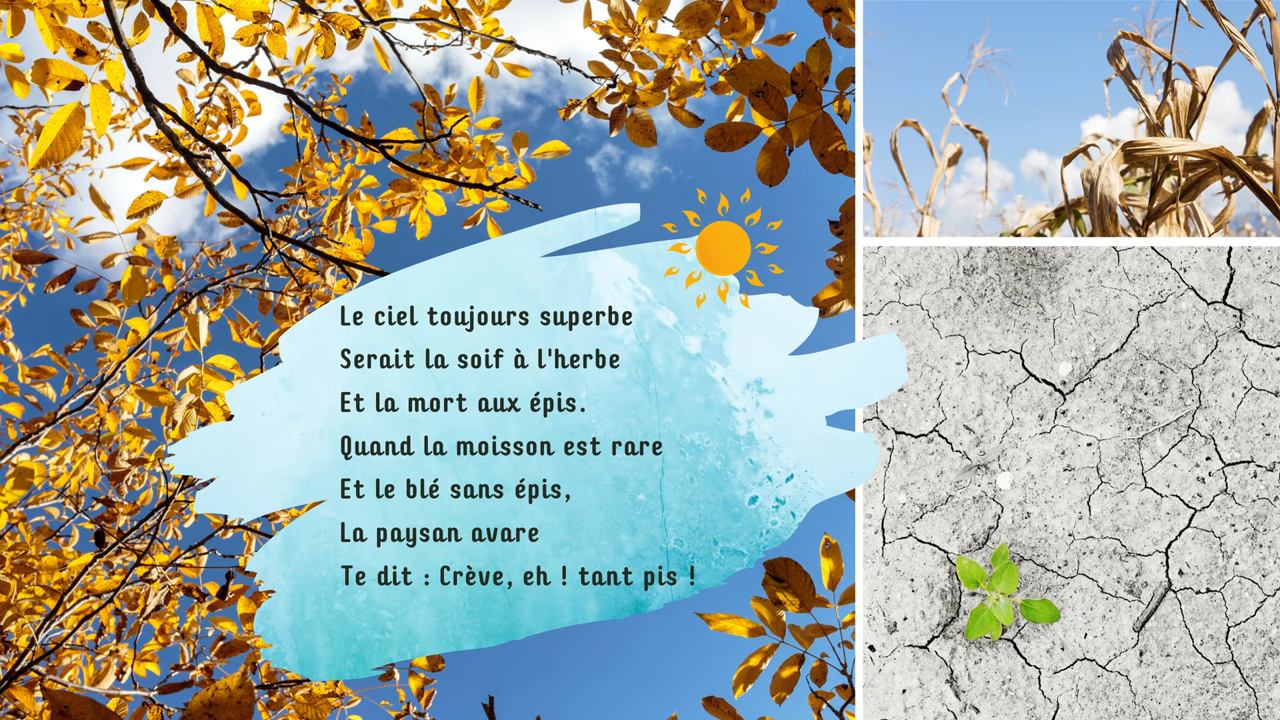 Le ciel toujours superbe
Serait la soif à l'herbe
Et la mort aux épis.
Quand la moisson est rare
Et le blé sans épis,
La paysan avare
Te dit : Crève, eh ! tant pis !